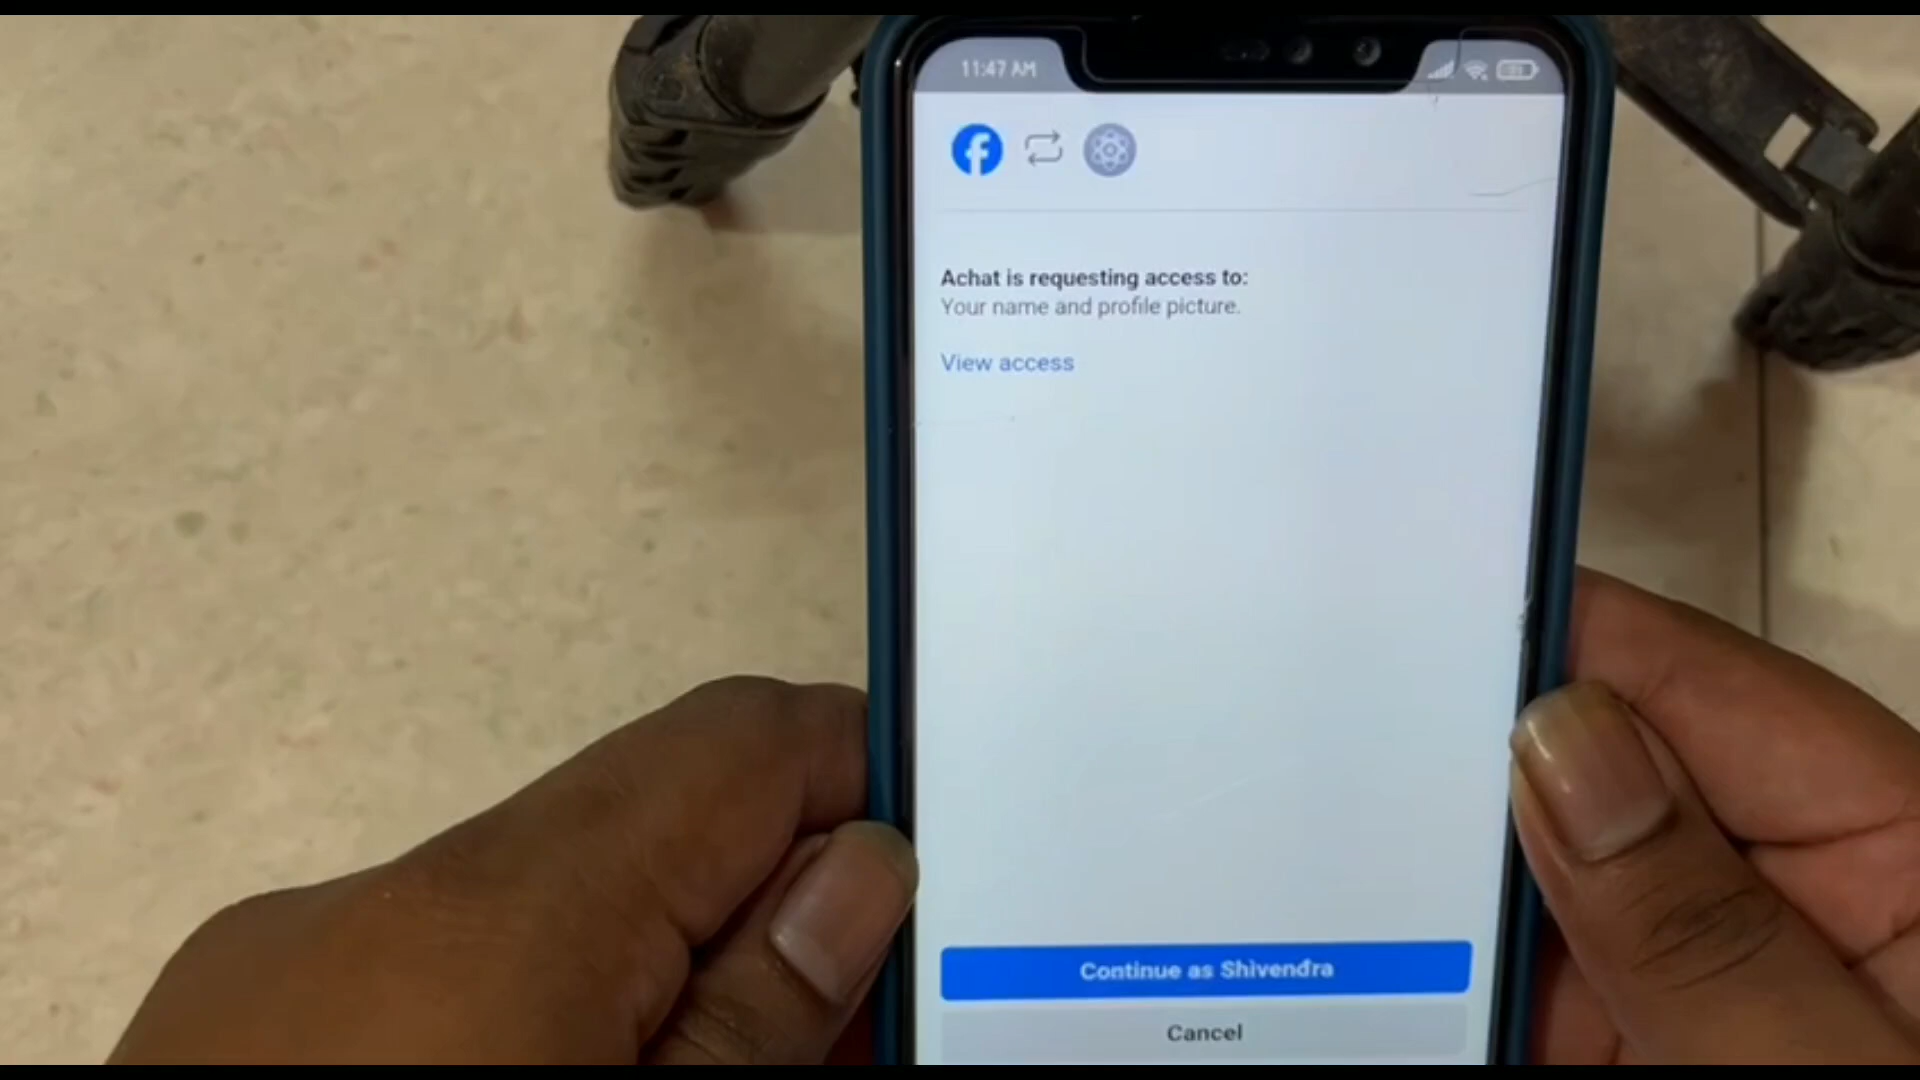 11:47 AM
Achat is requesting access to:
Your name and profile picture.
View access
Continue as Shivendra
Cancel